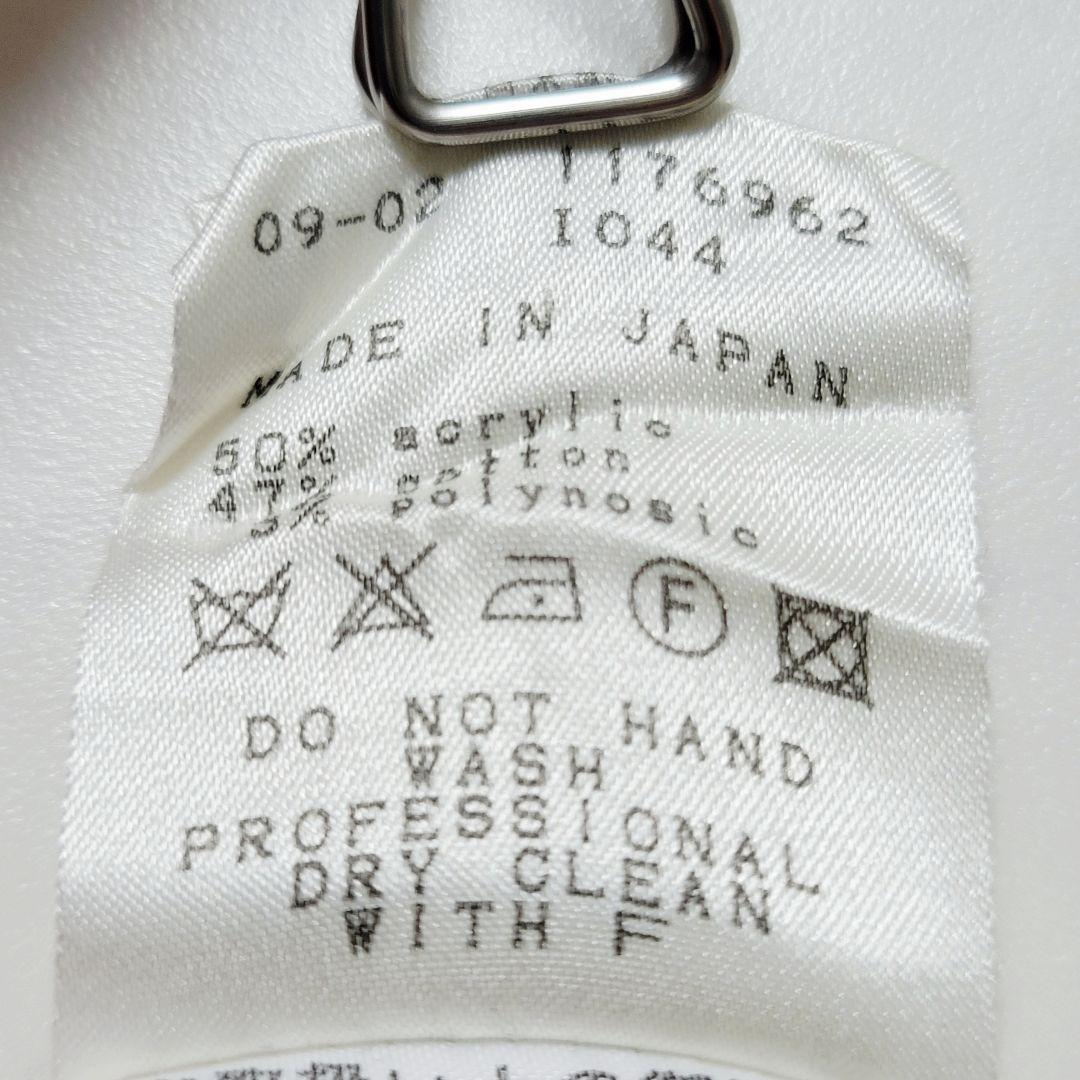 09-02 1176962
I044
MADE IN JAPAN
50% acrylic
47% cotton
3% polynosic
F
DO NOT HAND
WASH
PROFESSIONAL
DRY CLEAN
WITH F